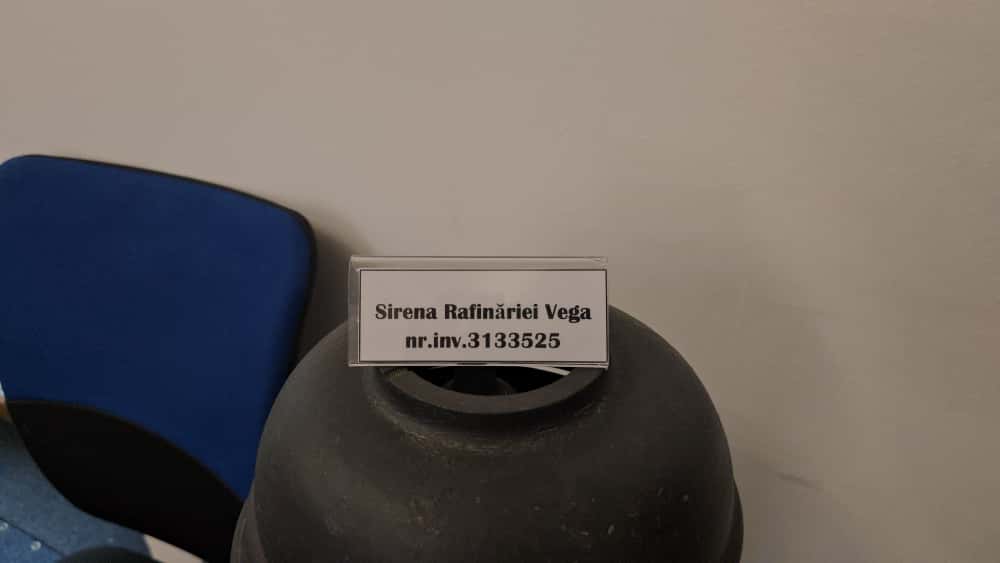 Sirena Rafinăriei Vega
nr.inv.3133525